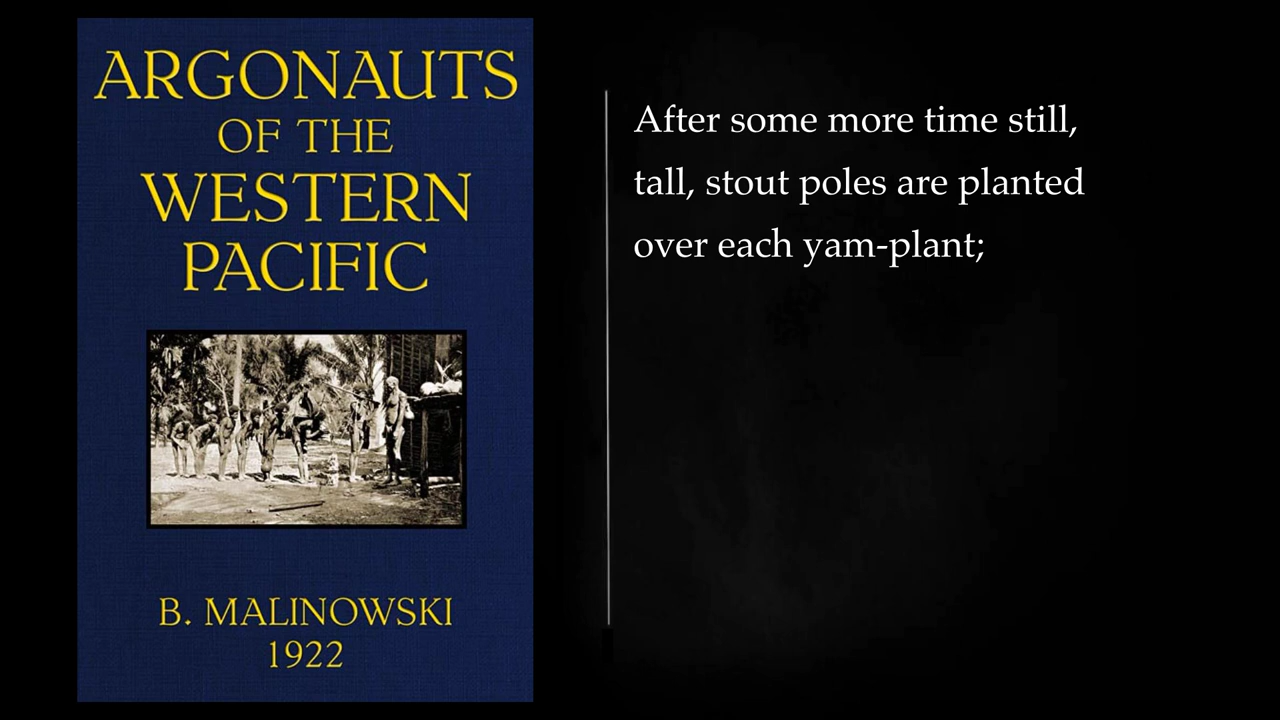 ARGONAUTS
OF THE
WESTERN
PACIFIC
B. MALINOWSKI
1922
After some more time still,
tall, stout poles are planted
over each yam-plant;